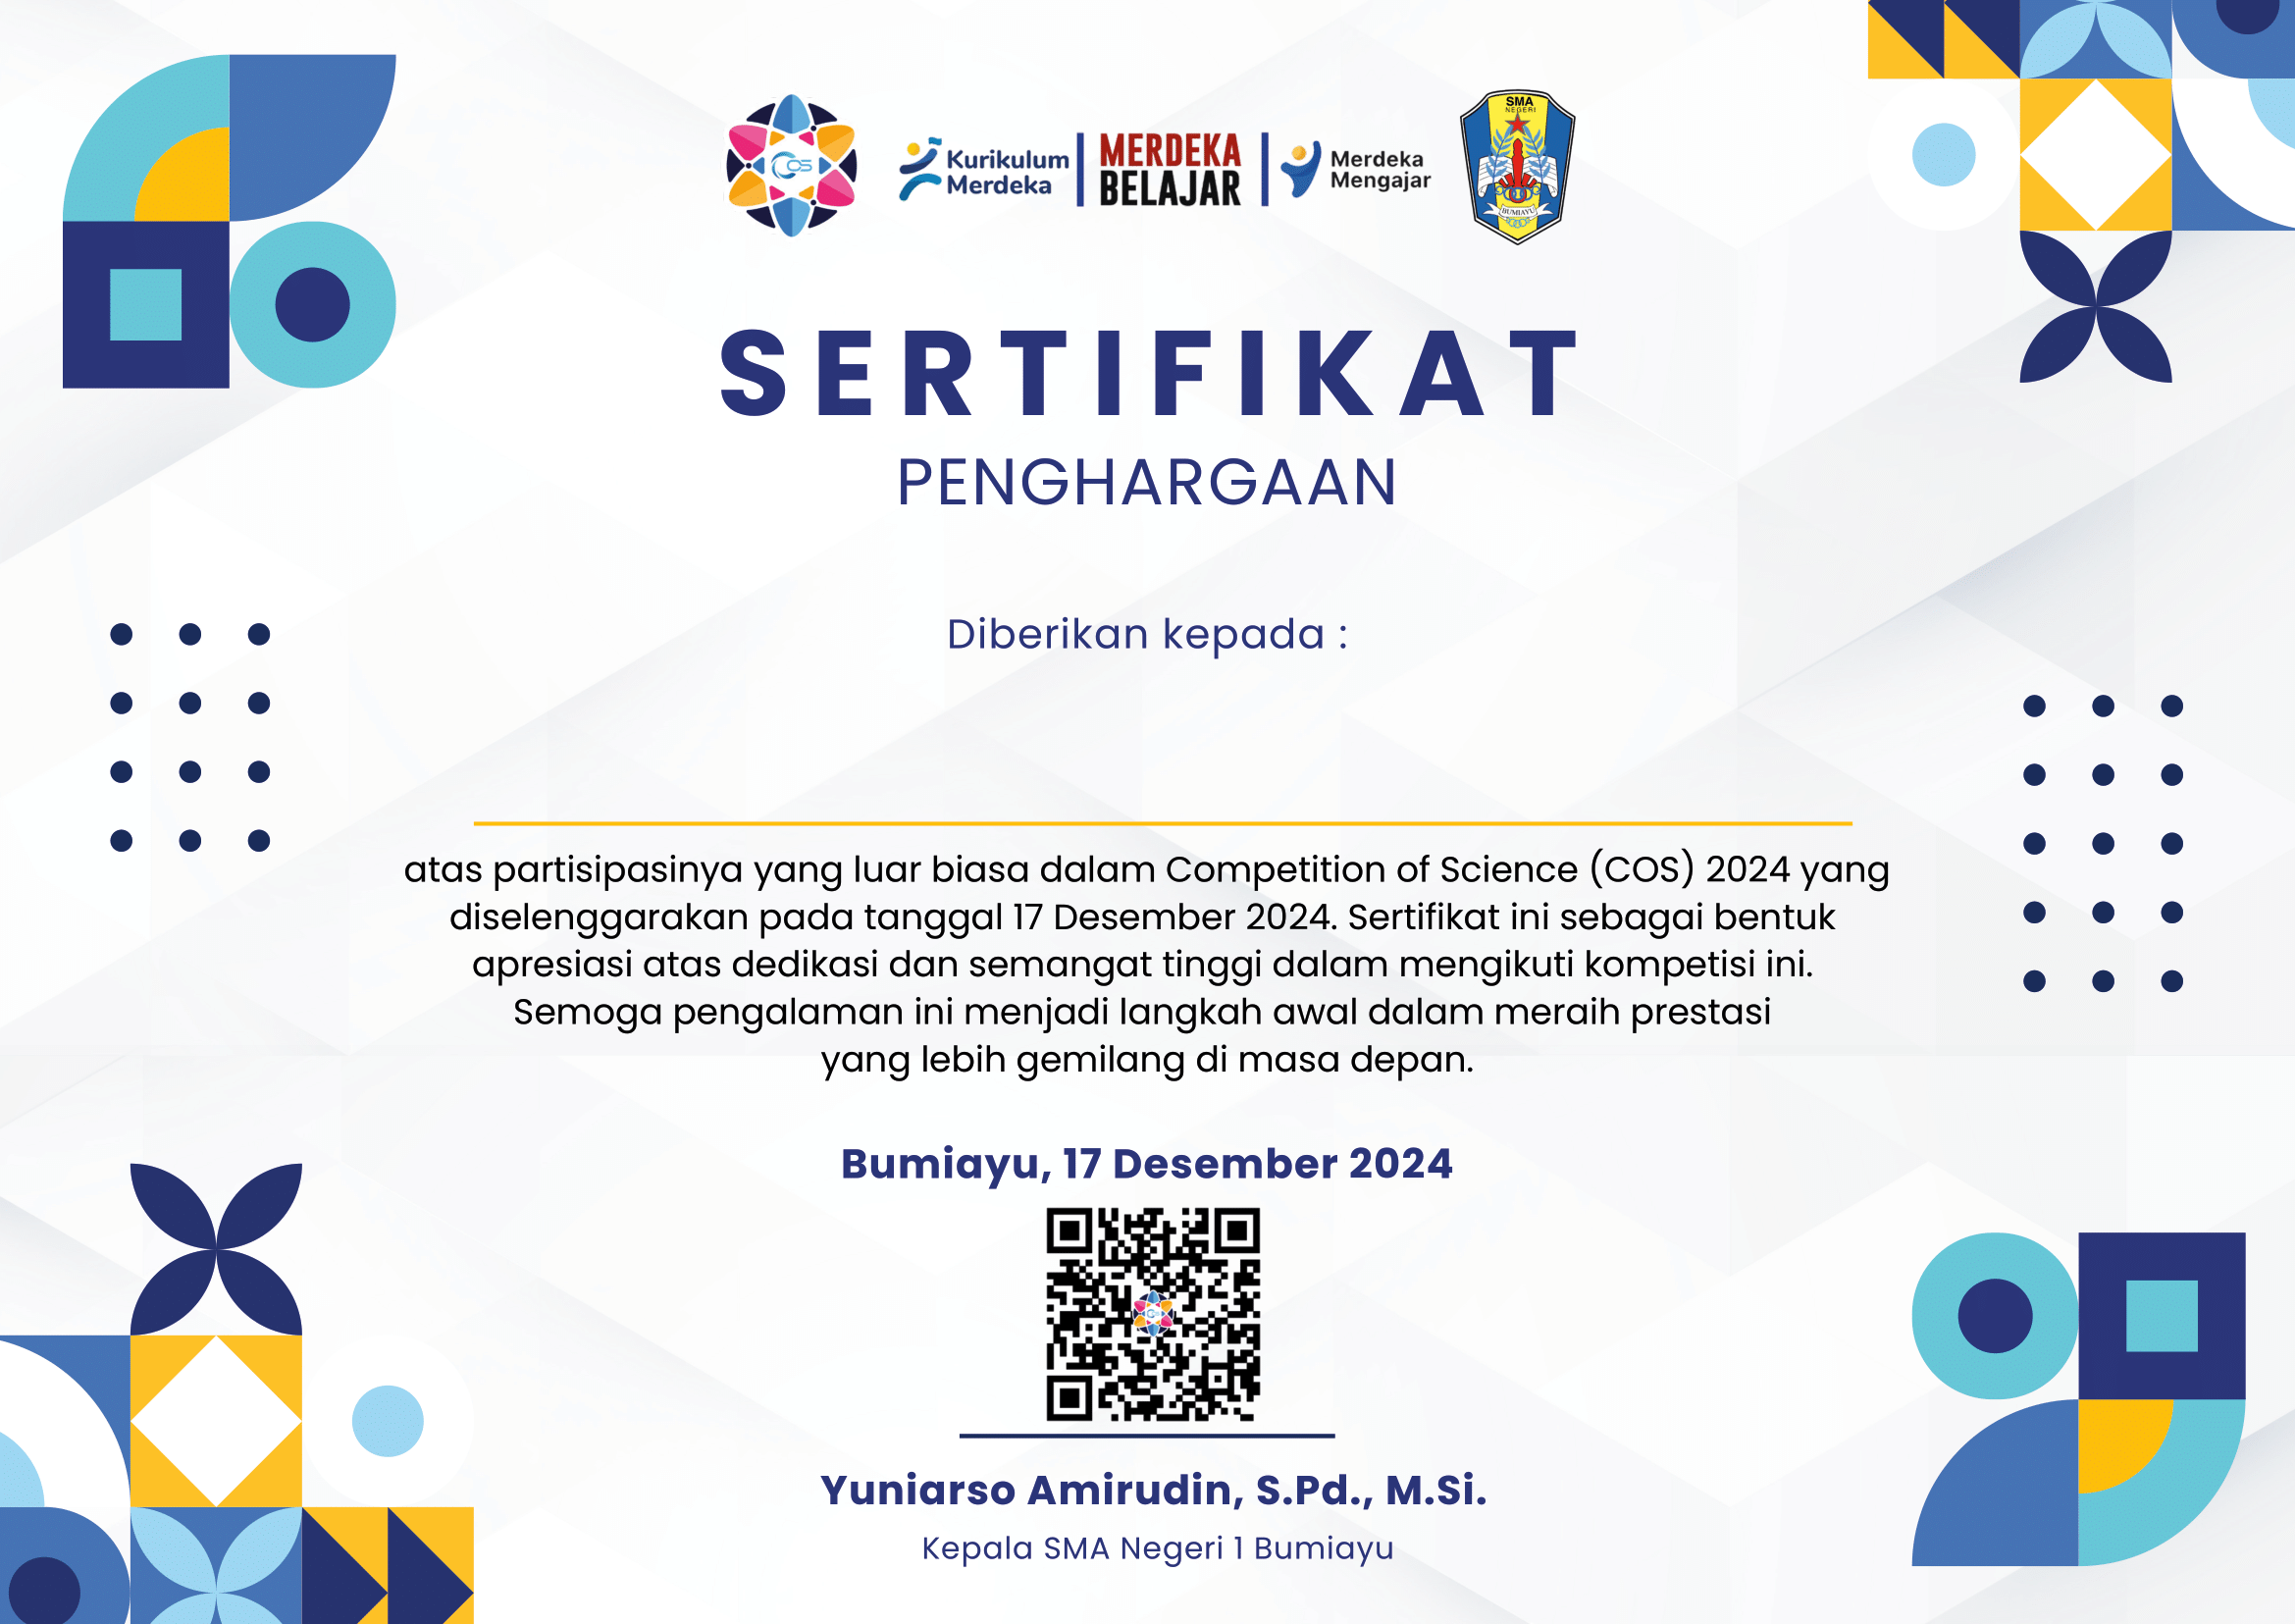 COS
Kurikulum
Merdeka
MERDEKA
BELAJAR
Merdeka
Mengajar
SMA
NEGERI
BUMIAYU
SERTIFIKAT
PENGHARGAAN
Diberikan kepada :
atas partisipasinya yang luar biasa dalam Competition of Science (COS) 2024 yang
diselenggarakan pada tanggal 17 Desember 2024. Sertifikat ini sebagai bentuk
apresiasi atas dedikasi dan semangat tinggi dalam mengikuti kompetisi ini.
Semoga pengalaman ini menjadi langkah awal dalam meraih prestasi
yang lebih gemilang di masa depan.
Bumiayu, 17 Desember 2024
Yuniarso Amirudin, S.Pd., M.Si.
Kepala SMA Negeri 1 Bumiayu